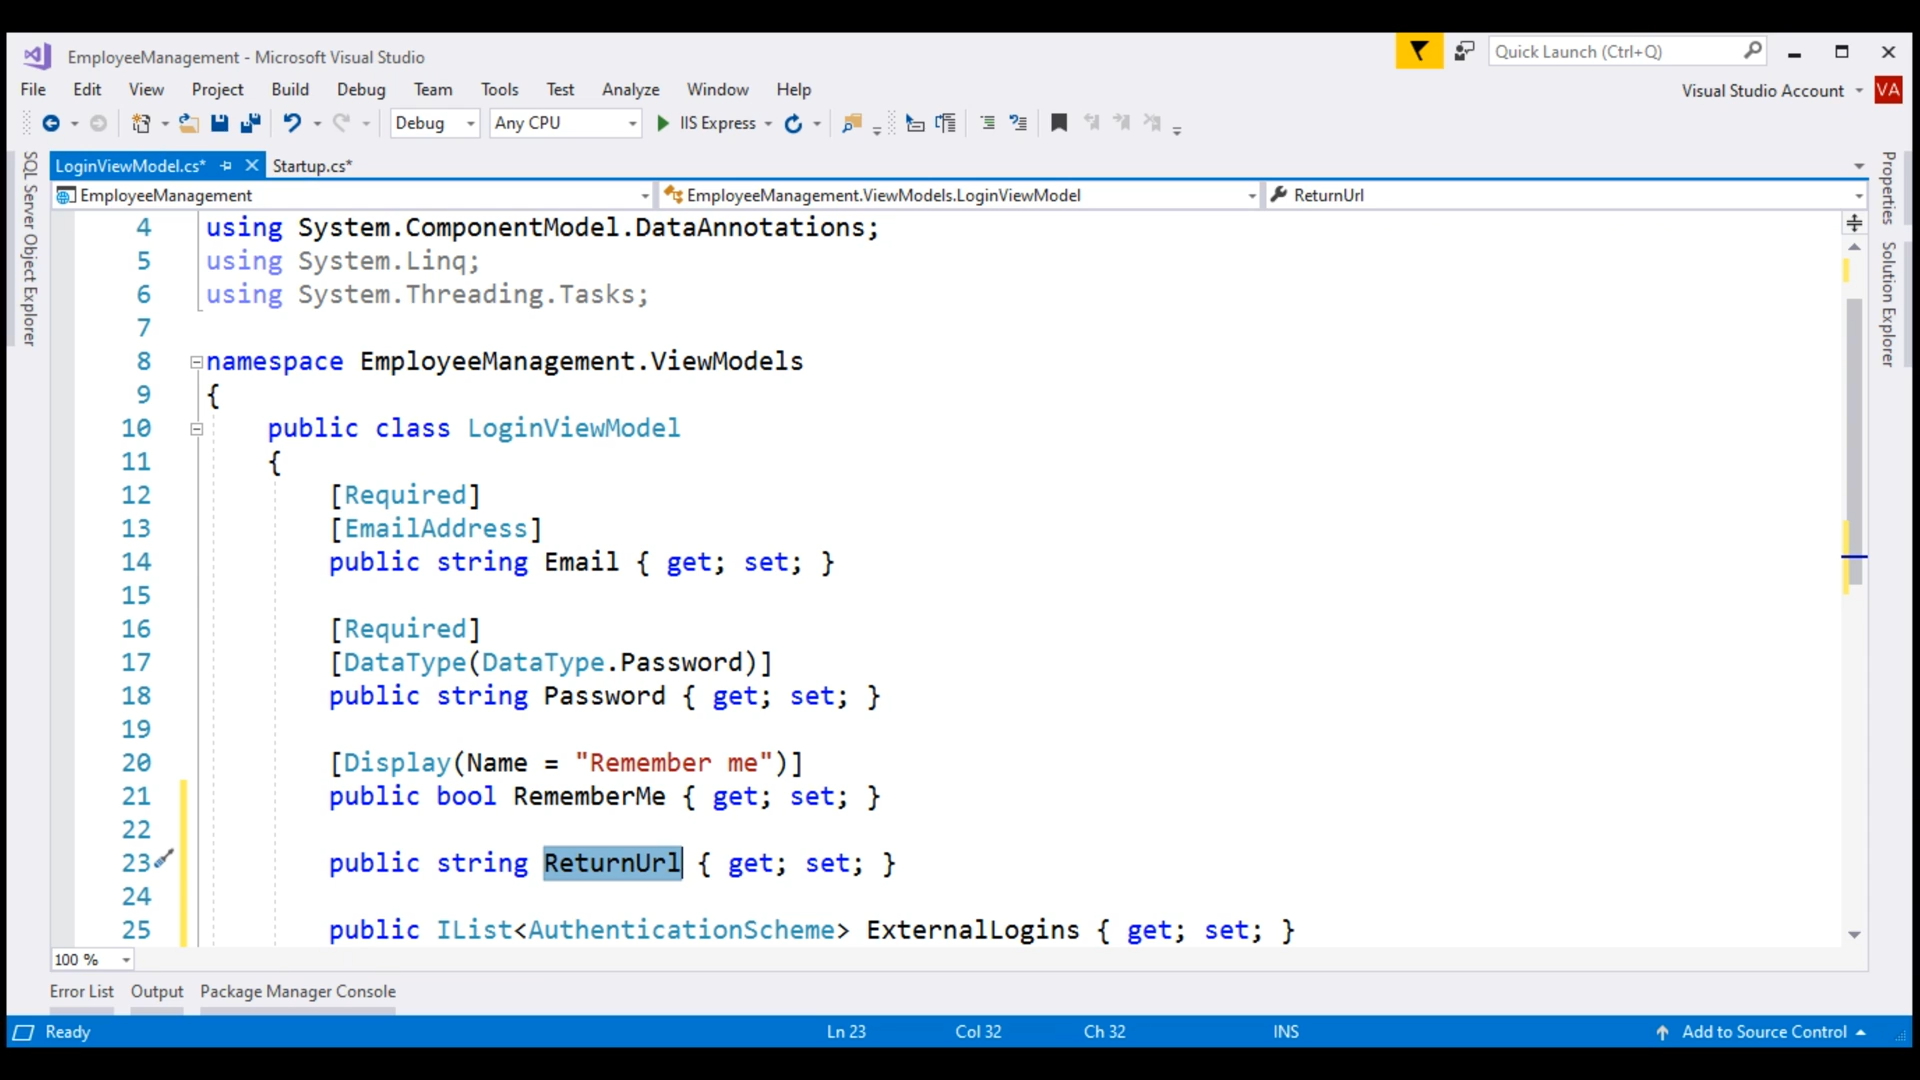 EmployeeManagement - Microsoft Visual Studio
Quick Launch (Ctrl+Q)
File Edit View Project Build Debug Team Tools Test Analyze Window Help
Visual Studio Account VA
Debug Any CPU IIS Express
LoginViewModel.cs* Startup.cs*
EmployeeManagement EmployeeManagement.ViewModels.LoginViewModel ReturnUrl
SQL Server Object Explorer
Properties
Solution Explorer
4 using System.ComponentModel.DataAnnotations;
5 using System.Linq;
6 using System.Threading.Tasks;
7
8 namespace EmployeeManagement.ViewModels
9 {
10 public class LoginViewModel
11 {
12 [Required]
13 [EmailAddress]
14 public string Email { get; set; }
15
16 [Required]
17 [DataType(DataType.Password)]
18 public string Password { get; set; }
19
20 [Display(Name = "Remember me")]
21 public bool RememberMe { get; set; }
22
23 public string ReturnUrl { get; set; }
24
25 public IList<AuthenticationScheme> ExternalLogins { get; set; }
100 %
Error List Output Package Manager Console
Ready Ln 23 Col 32 Ch 32 INS Add to Source Control